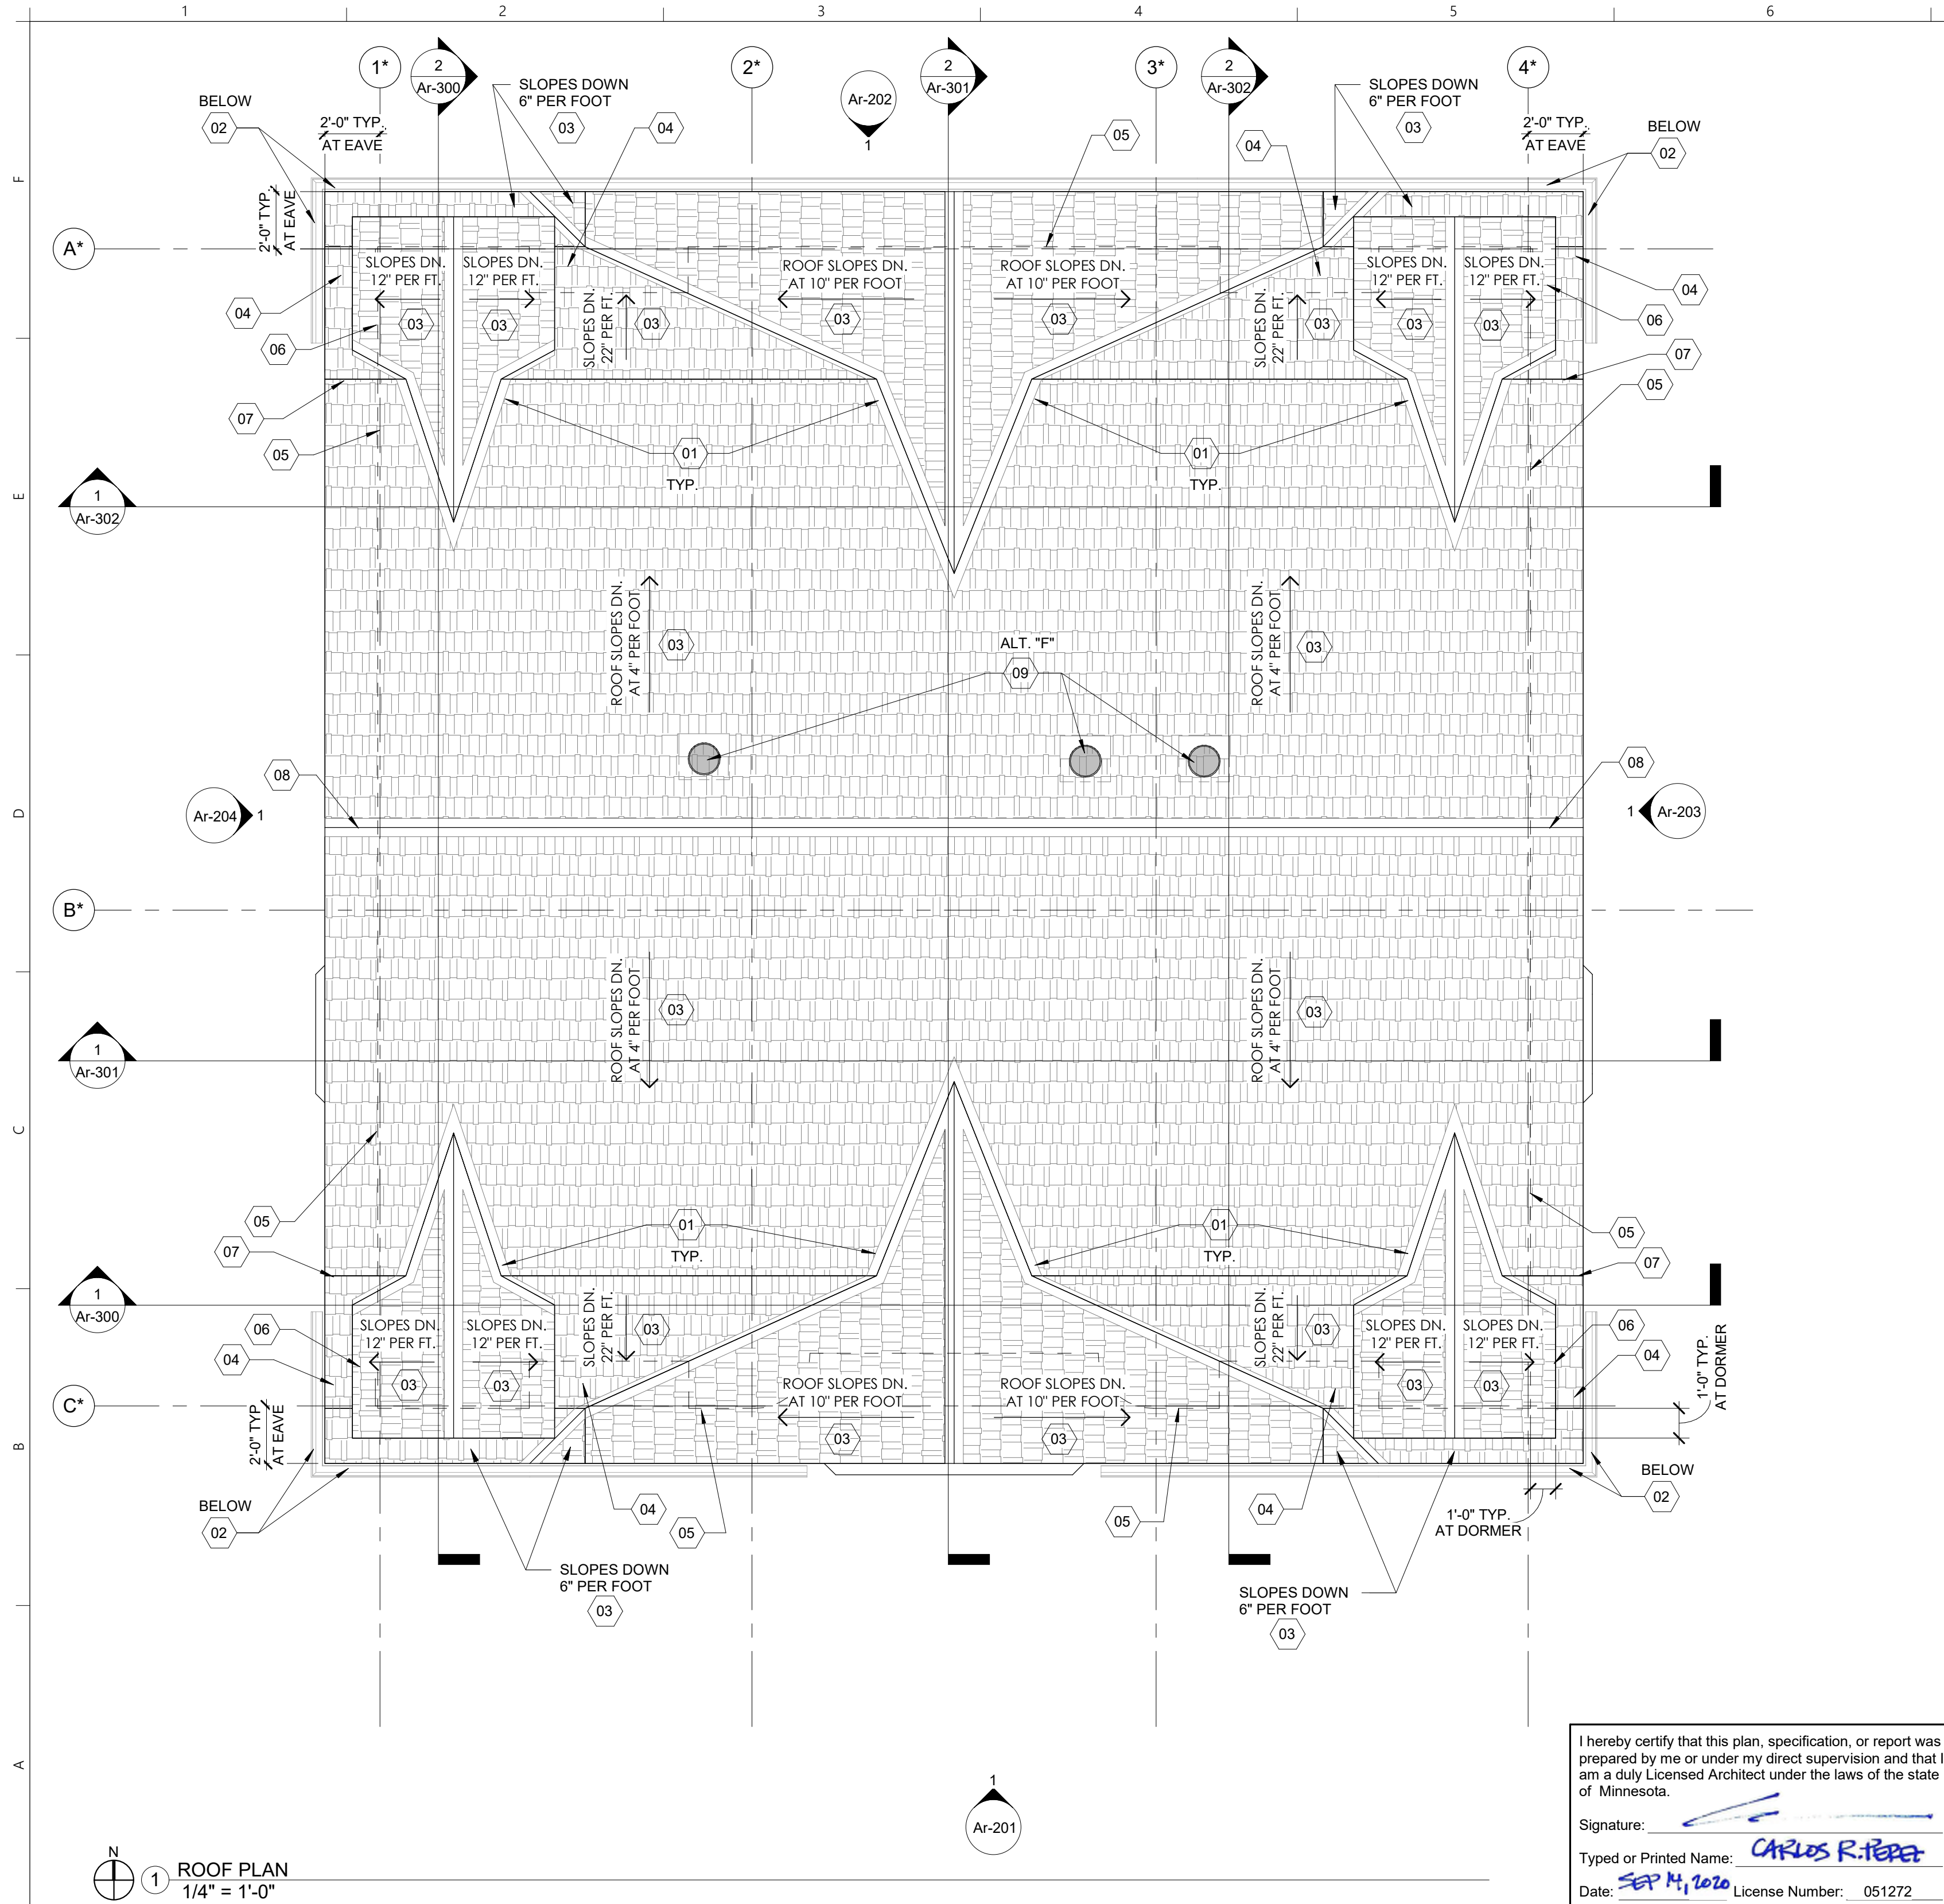 1
2
3
4
5
6
F
E
D
C
B
A
1*
2
Ar-300
SLOPES DOWN
6" PER FOOT
03
2*
Ar-202
1
2
Ar-301
3*
2
Ar-302
SLOPES DOWN
6" PER FOOT
03
4*
BELOW
02
2'-0" TYP.
AT EAVE
04
05
04
2'-0" TYP.
AT EAVE
BELOW
02
2'-0" TYP.
AT EAVE
A*
SLOPES DN.
12" PER FT.
SLOPES DN.
12" PER FT.
03
03
SLOPES DN.
22" PER FT.
03
ROOF SLOPES DN.
AT 10" PER FOOT
03
ROOF SLOPES DN.
AT 10" PER FOOT
03
SLOPES DN.
22" PER FT.
03
SLOPES DN.
12" PER FT.
SLOPES DN.
12" PER FT.
03
03
04
06
07
05
04
06
07
05
01
TYP.
01
TYP.
1
Ar-302
ROOF SLOPES DN.
AT 4" PER FOOT
03
ALT. "F"
09
ROOF SLOPES DN.
AT 4" PER FOOT
03
08
08
Ar-204
1
1
Ar-203
B*
ROOF SLOPES DN.
AT 4" PER FOOT
03
ROOF SLOPES DN.
AT 4" PER FOOT
03
1
Ar-301
05
07
01
TYP.
01
TYP.
05
07
1
Ar-300
06
04
SLOPES DN.
12" PER FT.
SLOPES DN.
12" PER FT.
03
03
SLOPES DN.
22" PER FT.
03
ROOF SLOPES DN.
AT 10" PER FOOT
03
ROOF SLOPES DN.
AT 10" PER FOOT
03
SLOPES DN.
22" PER FT.
03
SLOPES DN.
12" PER FT.
SLOPES DN.
12" PER FT.
03
03
06
04
1'-0" TYP.
AT DORMER
C*
2'-0" TYP.
AT EAVE
BELOW
02
04
05
05
04
1'-0" TYP.
AT DORMER
BELOW
02
SLOPES DOWN
6" PER FOOT
03
SLOPES DOWN
6" PER FOOT
03
1
Ar-201
N
1
ROOF PLAN
1/4" = 1'-0"
I hereby certify that this plan, specification, or report was
prepared by me or under my direct supervision and that I
am a duly Licensed Architect under the laws of the state
of Minnesota.
Signature:
Typed or Printed Name: CARLOS R. PEREZ
Date: SEP 14, 2020 License Number: 051272